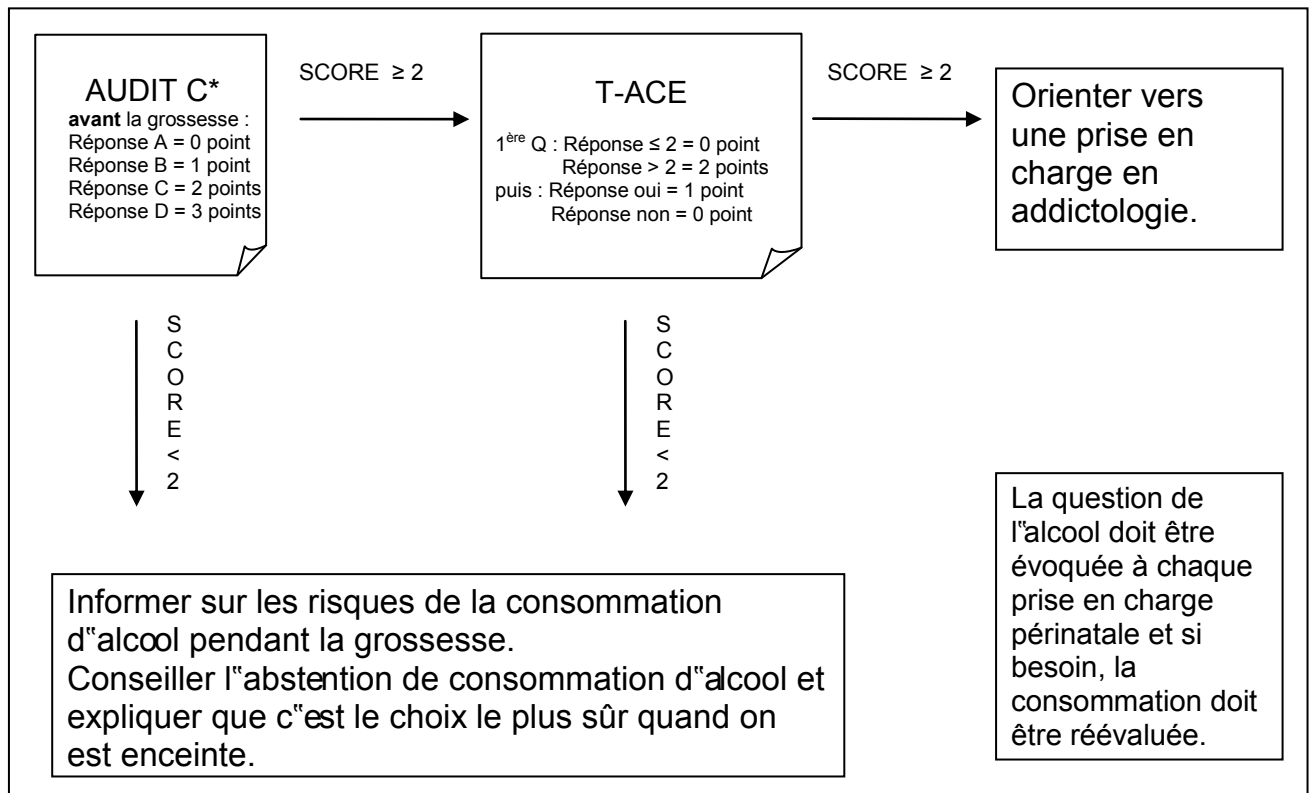 AUDIT C*
avant la grossesse :
Réponse A = 0 point
Réponse B = 1 point
Réponse C = 2 points
Réponse D = 3 points
SCORE ≥ 2
T-ACE
1ère Q : Réponse ≤ 2 = 0 point
Réponse > 2 = 2 points
puis : Réponse oui = 1 point
Réponse non = 0 point
SCORE ≥ 2
Orienter vers
une prise en
charge en
addictologie.
S
C
O
R
E
<
2
S
C
O
R
E
<
2
Informer sur les risques de la consommation
d‟alcool pendant la grossesse.
Conseiller l‟abstention de consommation d‟alcool et
expliquer que c‟est le choix le plus sûr quand on
est enceinte.
La question de
l‟alcool doit être
évoquée à chaque
prise en charge
périnatale et si
besoin, la
consommation doit
être réévaluée.